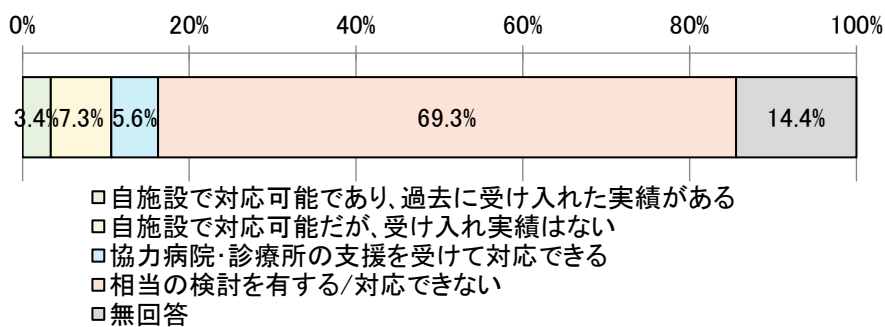 0% 20% 40% 60% 80% 100%
3.4% 7.3% 5.6% 69.3% 14.4%
自施設で対応可能であり、過去に受け入れた実績がある
自施設で対応可能だが、受け入れ実績はない
協力病院・診療所の支援を受けて対応できる
相当の検討を有する/対応できない
無回答